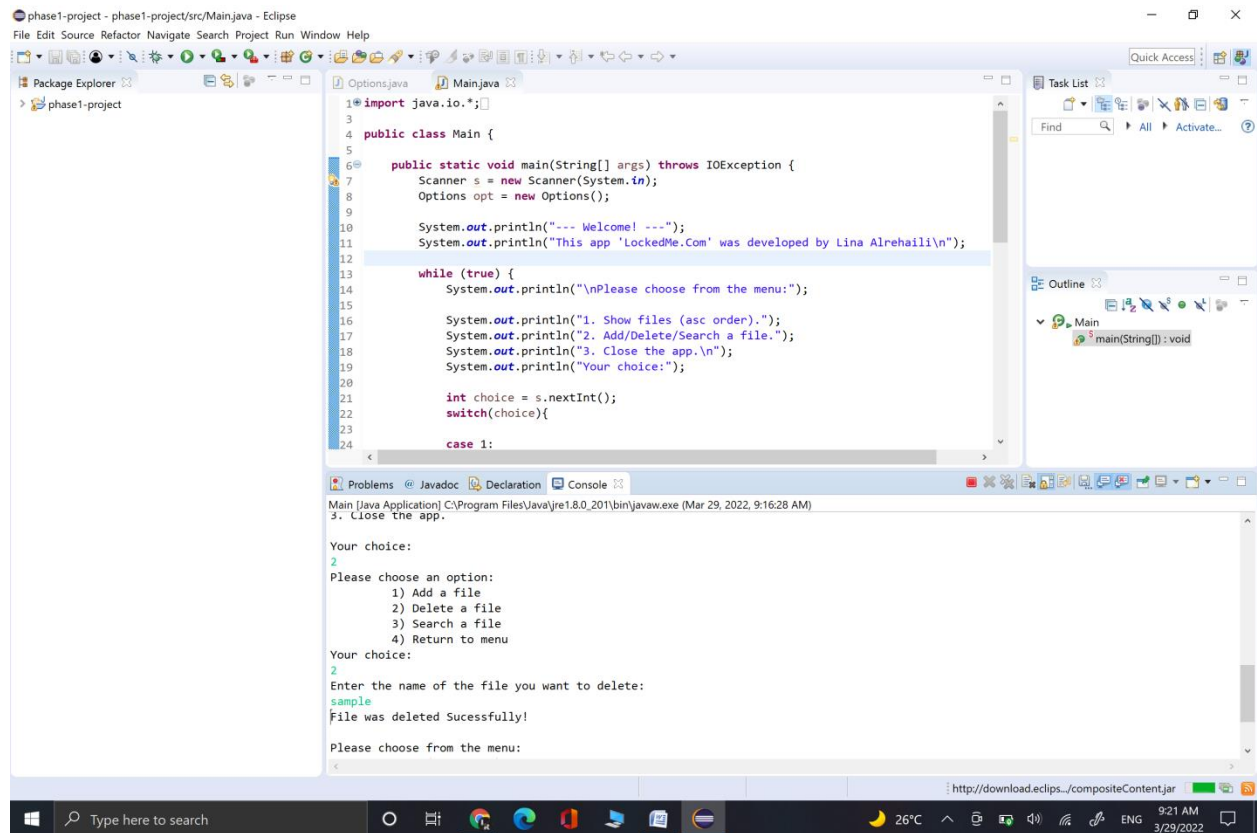 phase1-project - phase1-project/src/Main.java - Eclipse
File Edit Source Refactor Navigate Search Project Run Window Help
Quick Access
Package Explorer
phase1-project
Options.java Main.java
1 import java.io.*;
3
4 public class Main {
5
6 public static void main(String[] args) throws IOException {
7 Scanner s = new Scanner(System.in);
8 Options opt = new Options();
9
10 System.out.println("--- Welcome! ---");
11 System.out.println("This app 'LockedMe.Com' was developed by Lina Alrehaili\n");
12
13 while (true) {
14 System.out.println("\nPlease choose from the menu:");
15
16 System.out.println("1. Show files (asc order).");
17 System.out.println("2. Add/Delete/Search a file.");
18 System.out.println("3. Close the app.\n");
19 System.out.println("Your choice:");
20
21 int choice = s.nextInt();
22 switch(choice){
23
24 case 1:
Task List
Find All Activate...
Outline
Main
main(String[]) : void
Problems @ Javadoc Declaration Console
Main [Java Application] C:\Program Files\Java\jre1.8.0_201\bin\javaw.exe (Mar 29, 2022, 9:16:28 AM)
3. Close the app.
Your choice:
2
Please choose an option:
1) Add a file
2) Delete a file
3) Search a file
4) Return to menu
Your choice:
2
Enter the name of the file you want to delete:
sample
File was deleted Sucessfully!
Please choose from the menu:
http://download.eclips.../compositeContent.jar
Type here to search
26°C
ENG
9:21 AM
3/29/2022